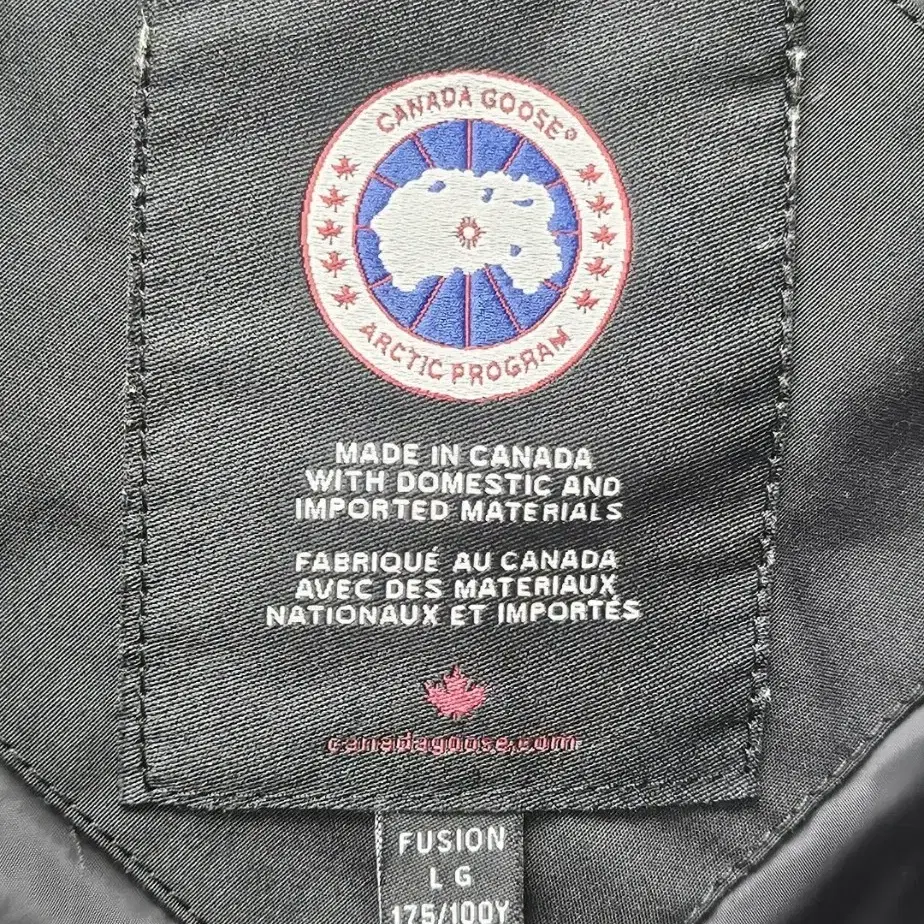 CANADA GOOSE®
ARCTIC PROGRAM
MADE IN CANADA
WITH DOMESTIC AND
IMPORTED MATERIALS
FABRIQUÉ AU CANADA
AVEC DES MATERIAUX
NATIONAUX ET IMPORTÉS
canadagoose.com
FUSION
LG
175/100Y